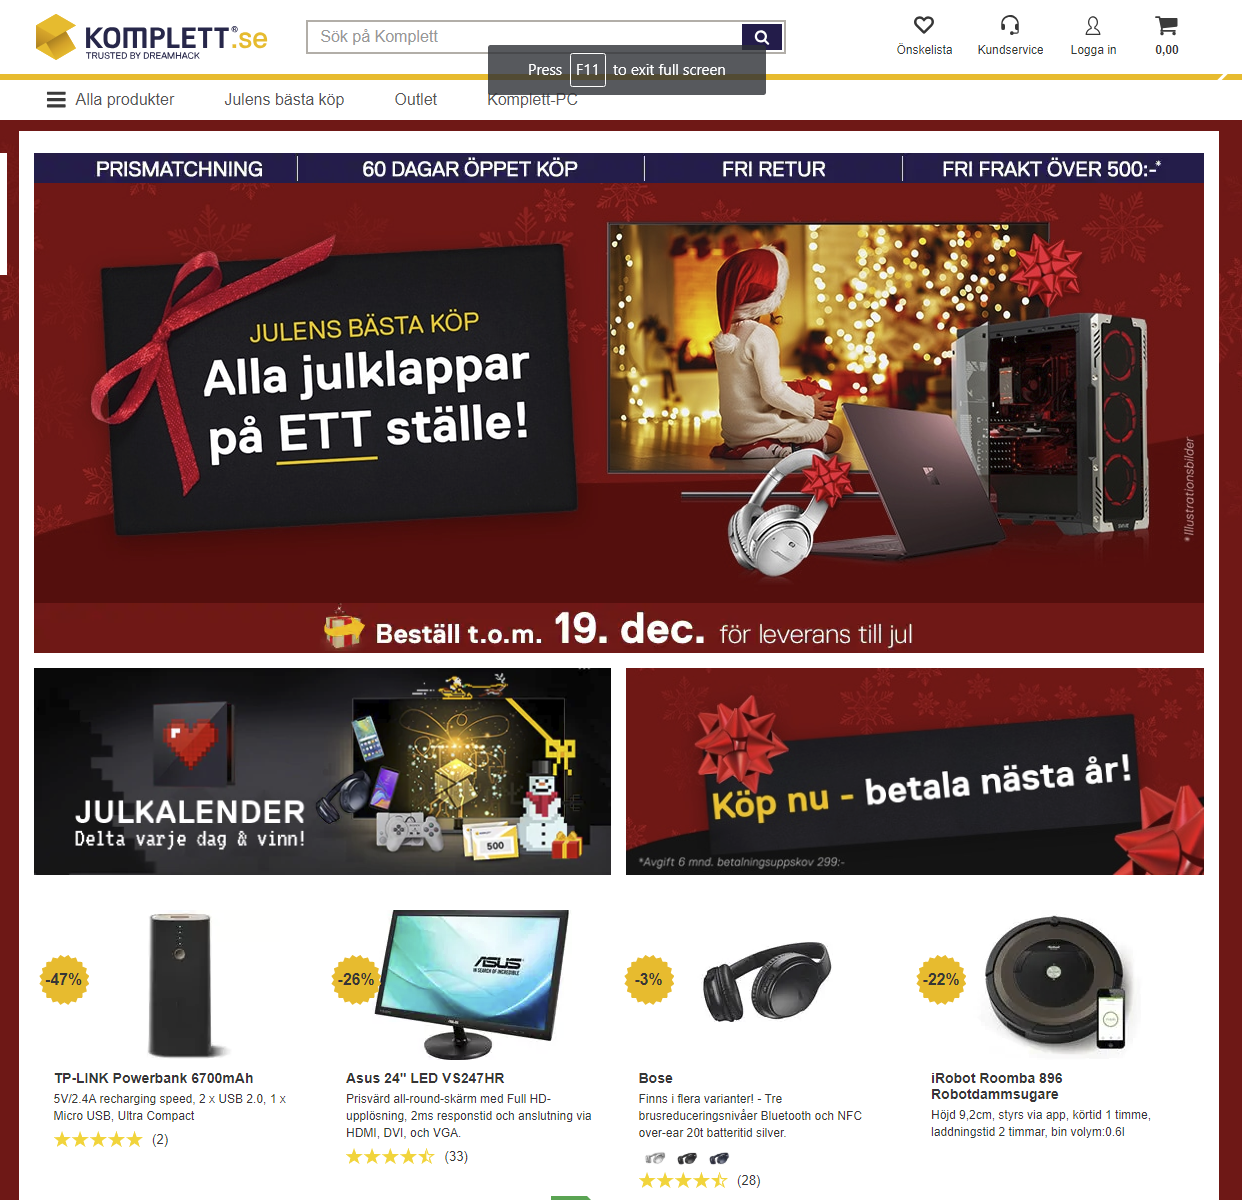 KOMPLETT®.se
TRUSTED BY DREAMHACK
Sök på Komplett
Önskelista
Kundservice
Logga in
0,00
Press F11 to exit full screen
Alla produkter
Julens bästa köp
Outlet
Komplett-PC
PRISMATCHNING
60 DAGAR ÖPPET KÖP
FRI RETUR
FRI FRAKT ÖVER 500:-*
JULENS BÄSTA KÖP
Alla julklappar
på ETT ställe!
*Illustrationsbilder
Beställ t.o.m. 19. dec. för leverans till jul
JULKALENDER
Delta varje dag & vinn!
500
Köp nu - betala nästa år!
*Avgift 6 mnd. betalningsuppskov 299:-
-47%
TP-LINK Powerbank 6700mAh
5V/2.4A recharging speed, 2 x USB 2.0, 1 x
Micro USB, Ultra Compact
(2)
-26%
ASUS
IN SEARCH OF INCREDIBLE
Asus 24" LED VS247HR
Prisvärd all-round-skärm med Full HD-
upplösning, 2ms responstid och anslutning via
HDMI, DVI, och VGA.
(33)
-3%
Bose
Finns i flera varianter! - Tre
brusreduceringsnivåer Bluetooth och NFC
over-ear 20t batteritid silver.
(28)
-22%
iRobot Roomba 896
Robotdammsugare
Höjd 9,2cm, styrs via app, körtid 1 timme,
laddningstid 2 timmar, bin volym:0.6l